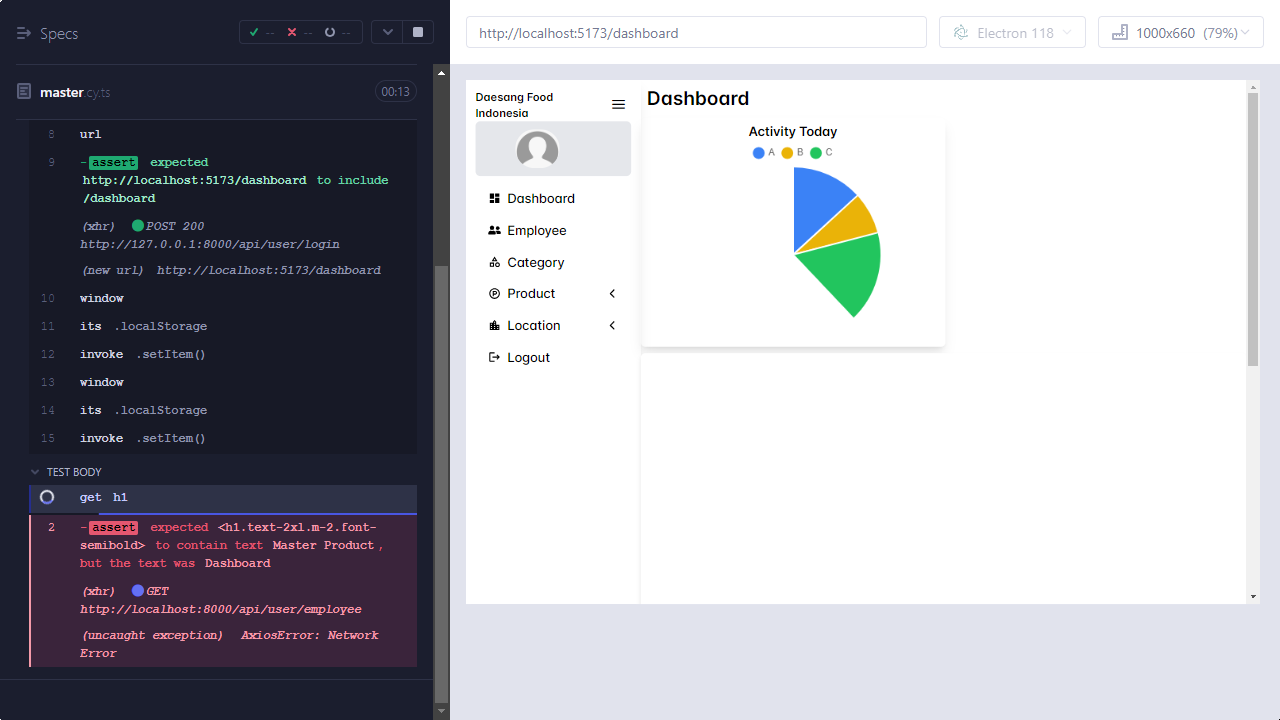 Specs
-- -- --
http://localhost:5173/dashboard
Electron 118
1000x660 (79%)
master.cy.ts
00:13
8 url
9 -assert expected
http://localhost:5173/dashboard to include
/dashboard
(xhr) POST 200
http://127.0.0.1:8000/api/user/login
(new url) http://localhost:5173/dashboard
10 window
11 its .localStorage
12 invoke .setItem()
13 window
14 its .localStorage
15 invoke .setItem()
TEST BODY
get h1
2 -assert expected <h1.text-2xl.m-2.font-
semibold> to contain text Master Product,
but the text was Dashboard
(xhr) GET
http://localhost:8000/api/user/employee
(uncaught exception) AxiosError: Network
Error
Daesang Food
Indonesia
Dashboard
Employee
Category
Product
Location
Logout
Dashboard
Activity Today
A B C